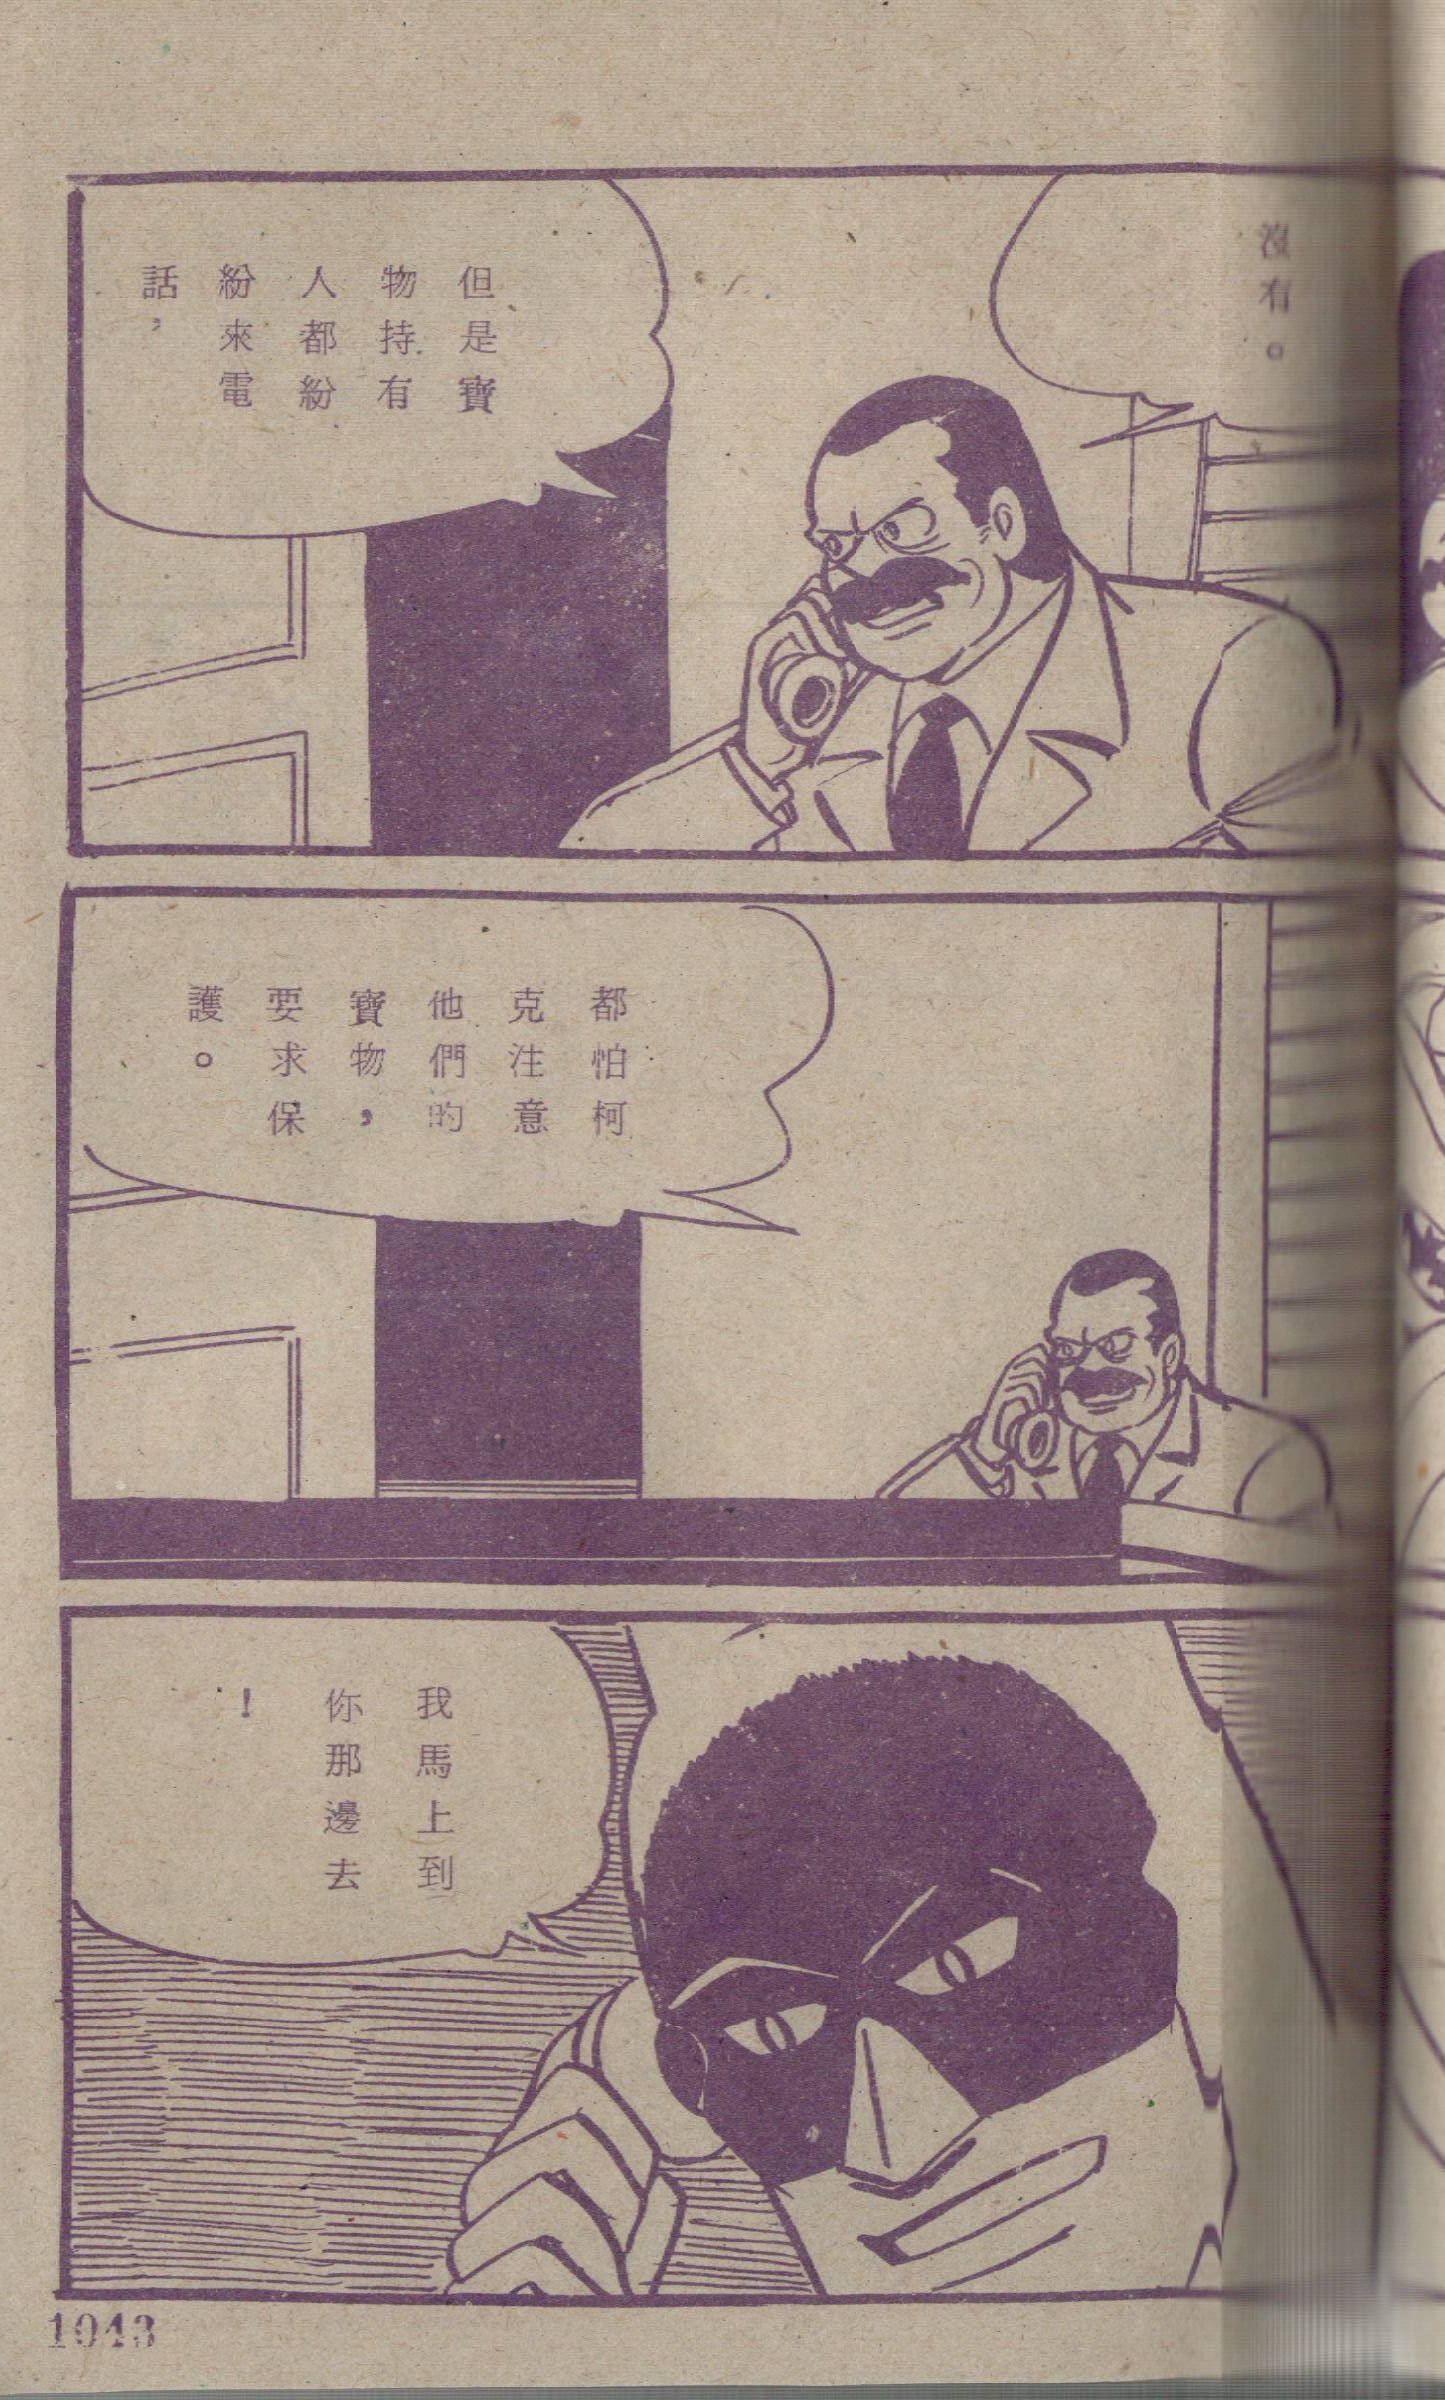 沒有。
但是寶
物持有
人都紛
紛來電
話，
都怕柯
克注意
他們的
寶物，
要求保
護。
我馬上到
你那邊去
！
1043